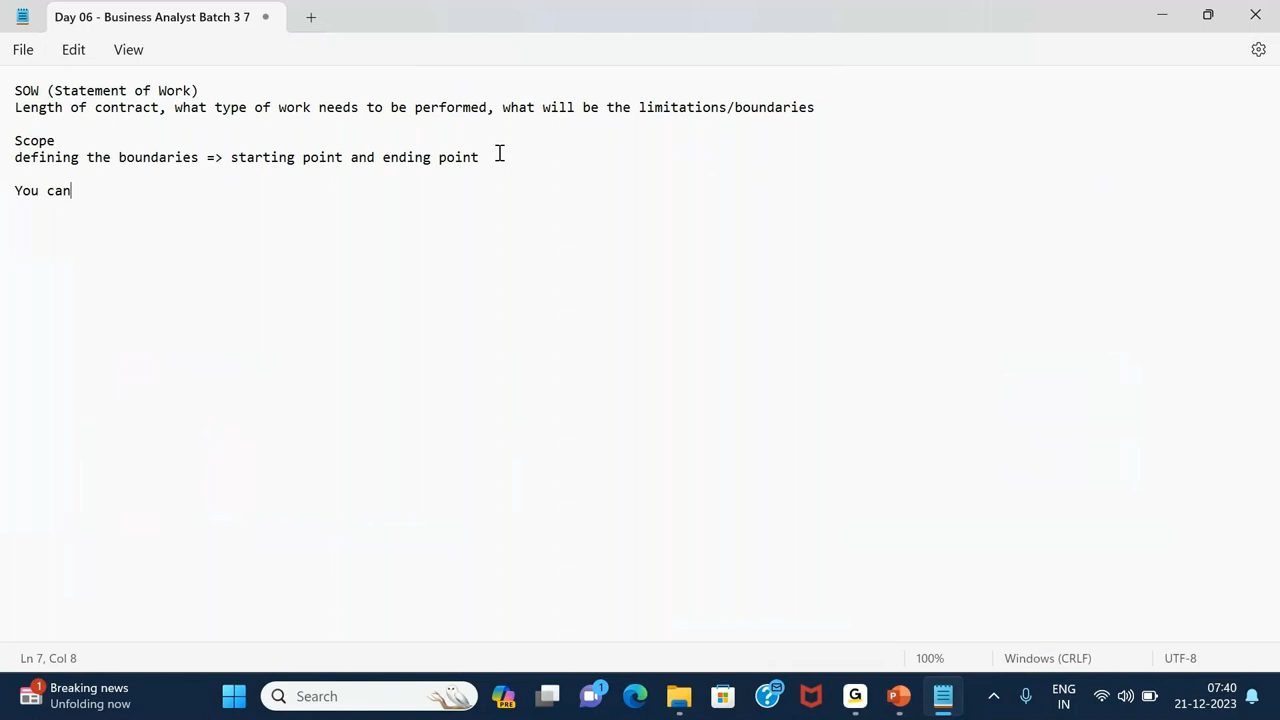 Day 06 - Business Analyst Batch 3 7
File Edit View
SOW (Statement of Work)
Length of contract, what type of work needs to be performed, what will be the limitations/boundaries
Scope
defining the boundaries => starting point and ending point
You can
Ln 7, Col 8 100% Windows (CRLF) UTF-8
1 Breaking news
Unfolding now
Search
PRE
1
G
ENG
IN
07:40
21-12-2023